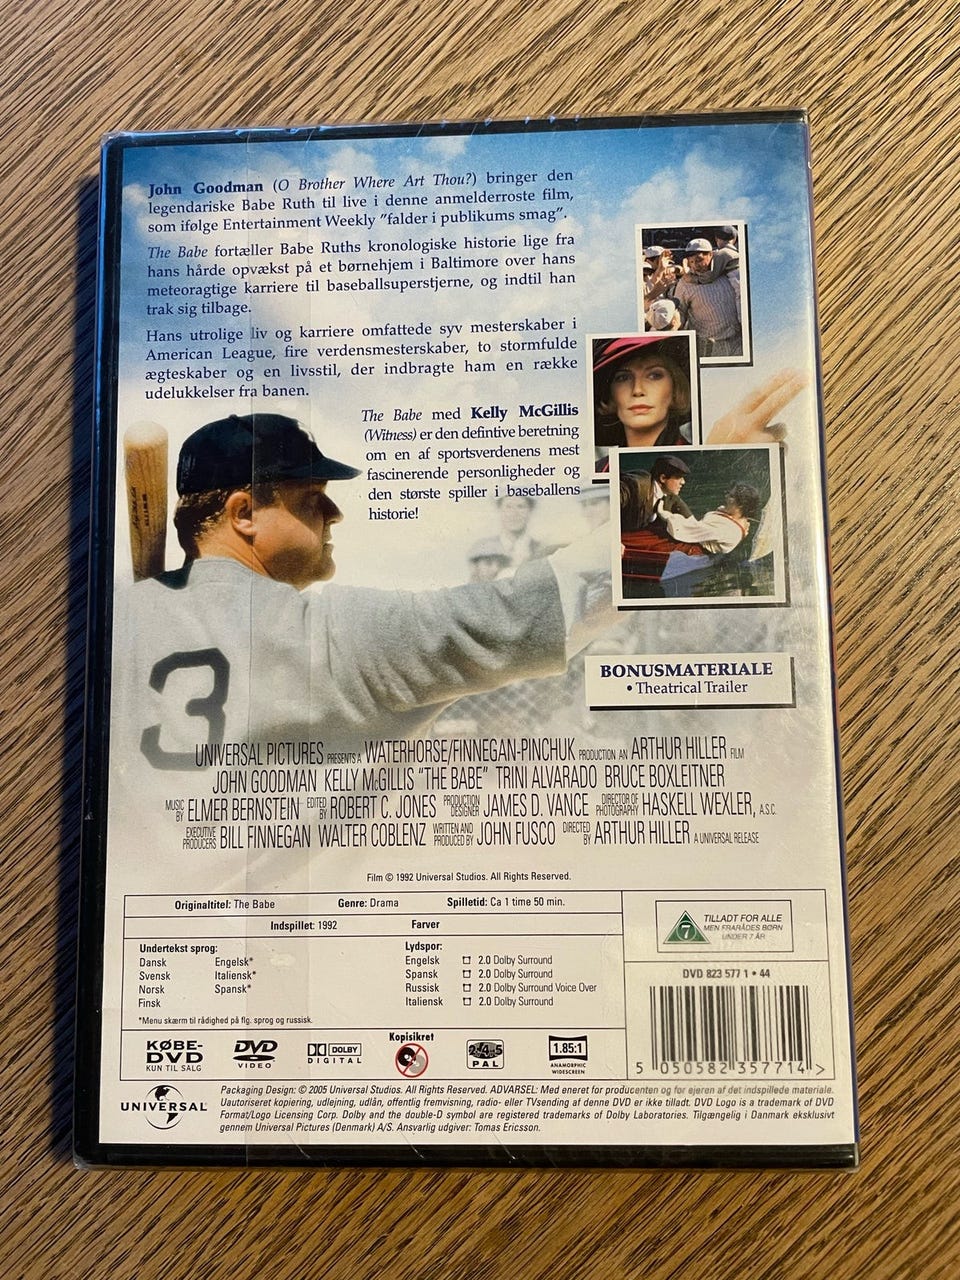 John Goodman (O Brother Where Art Thou?) bringer den
legendariske Babe Ruth til live i denne anmelderroste film,
som ifølge Entertainment Weekly "falder i publikums smag".
The Babe fortæller Babe Ruths kronologiske historie lige fra
hans hårde opvækst på et børnehjem i Baltimore over hans
meteoragtige karriere til baseballsuperstjerne, og indtil han
trak sig tilbage.
Hans utrolige liv og karriere omfattede syv mesterskaber i
American League, fire verdensmesterskaber, to stormfulde
ægteskaber og en livsstil, der indbragte ham en række
udelukkelser fra banen.
The Babe med Kelly McGillis
(Witness) er den defintive beretning
om en af sportsverdenens mest
fascinerende personligheder og
den største spiller i baseballens
historie!
3
BONUSMATERIALE
• Theatrical Trailer
UNIVERSAL PICTURES PRESENTS A WATERHORSE/FINNEGAN-PINCHUK PRODUCTION AN ARTHUR HILLER FILM
JOHN GOODMAN KELLY McGILLIS "THE BABE" TRINI ALVARADO BRUCE BOXLEITNER
MUSIC BY ELMER BERNSTEIN EDITED BY ROBERT C. JONES PRODUCTION DESIGNER JAMES D. VANCE DIRECTOR OF PHOTOGRAPHY HASKELL WEXLER, A.S.C.
EXECUTIVE PRODUCERS BILL FINNEGAN WALTER COBLENZ WRITTEN AND PRODUCED BY JOHN FUSCO DIRECTED BY ARTHUR HILLER A UNIVERSAL RELEASE
Film © 1992 Universal Studios. All Rights Reserved.
Originaltitel: The Babe Genre: Drama Spilletid: Ca 1 time 50 min.
Indspillet: 1992 Farver
Undertekst sprog:
Dansk Engelsk*
Svensk Italiensk*
Norsk Spansk*
Finsk
*Menu skærm til rådighed på flg. sprog og russisk.
Lydspor:
Engelsk 2.0 Dolby Surround
Spansk 2.0 Dolby Surround
Russisk 2.0 Dolby Surround Voice Over
Italiensk 2.0 Dolby Surround
7
TILLADT FOR ALLE
MEN FRARÅDES BØRN
UNDER 7 ÅR
DVD 823 577 1 • 44
5 050582 357714 >
KØBE-
DVD
KUN TIL SALG
DVD
VIDEO
DOLBY
DIGITAL
Kopisikret
2-4-5
PAL
1.85:1
ANAMORPHIC
WIDESCREEN
UNIVERSAL
Packaging Design: © 2005 Universal Studios. All Rights Reserved. ADVARSEL: Med eneret for producenten og for ejeren af det indspillede materiale.
Uautoriseret kopiering, udlejning, udlån, offentlig fremvisning, radio- eller TVsending af denne DVD er ikke tilladt. DVD Logo is a trademark of DVD
Format/Logo Licensing Corp. Dolby and the double-D symbol are registered trademarks of Dolby Laboratories. Tilgængelig i Danmark eksklusivt
gennem Universal Pictures (Denmark) A/S. Ansvarlig udgiver: Tomas Ericsson.